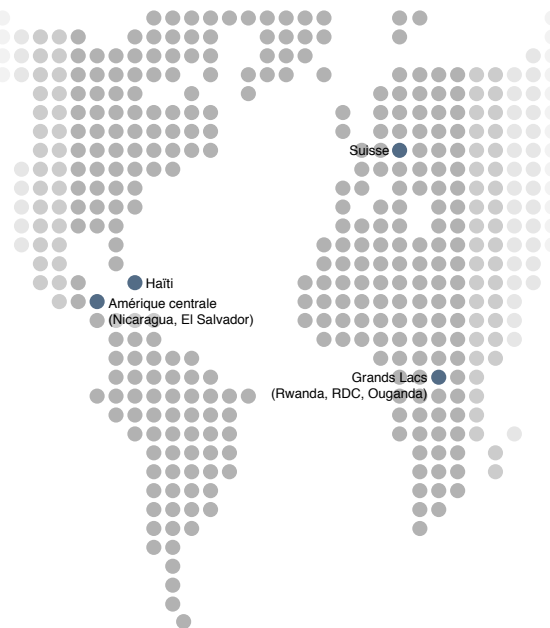 Suisse
Haïti
Amérique centrale
(Nicaragua, El Salvador)
Grands Lacs
(Rwanda, RDC, Ouganda)